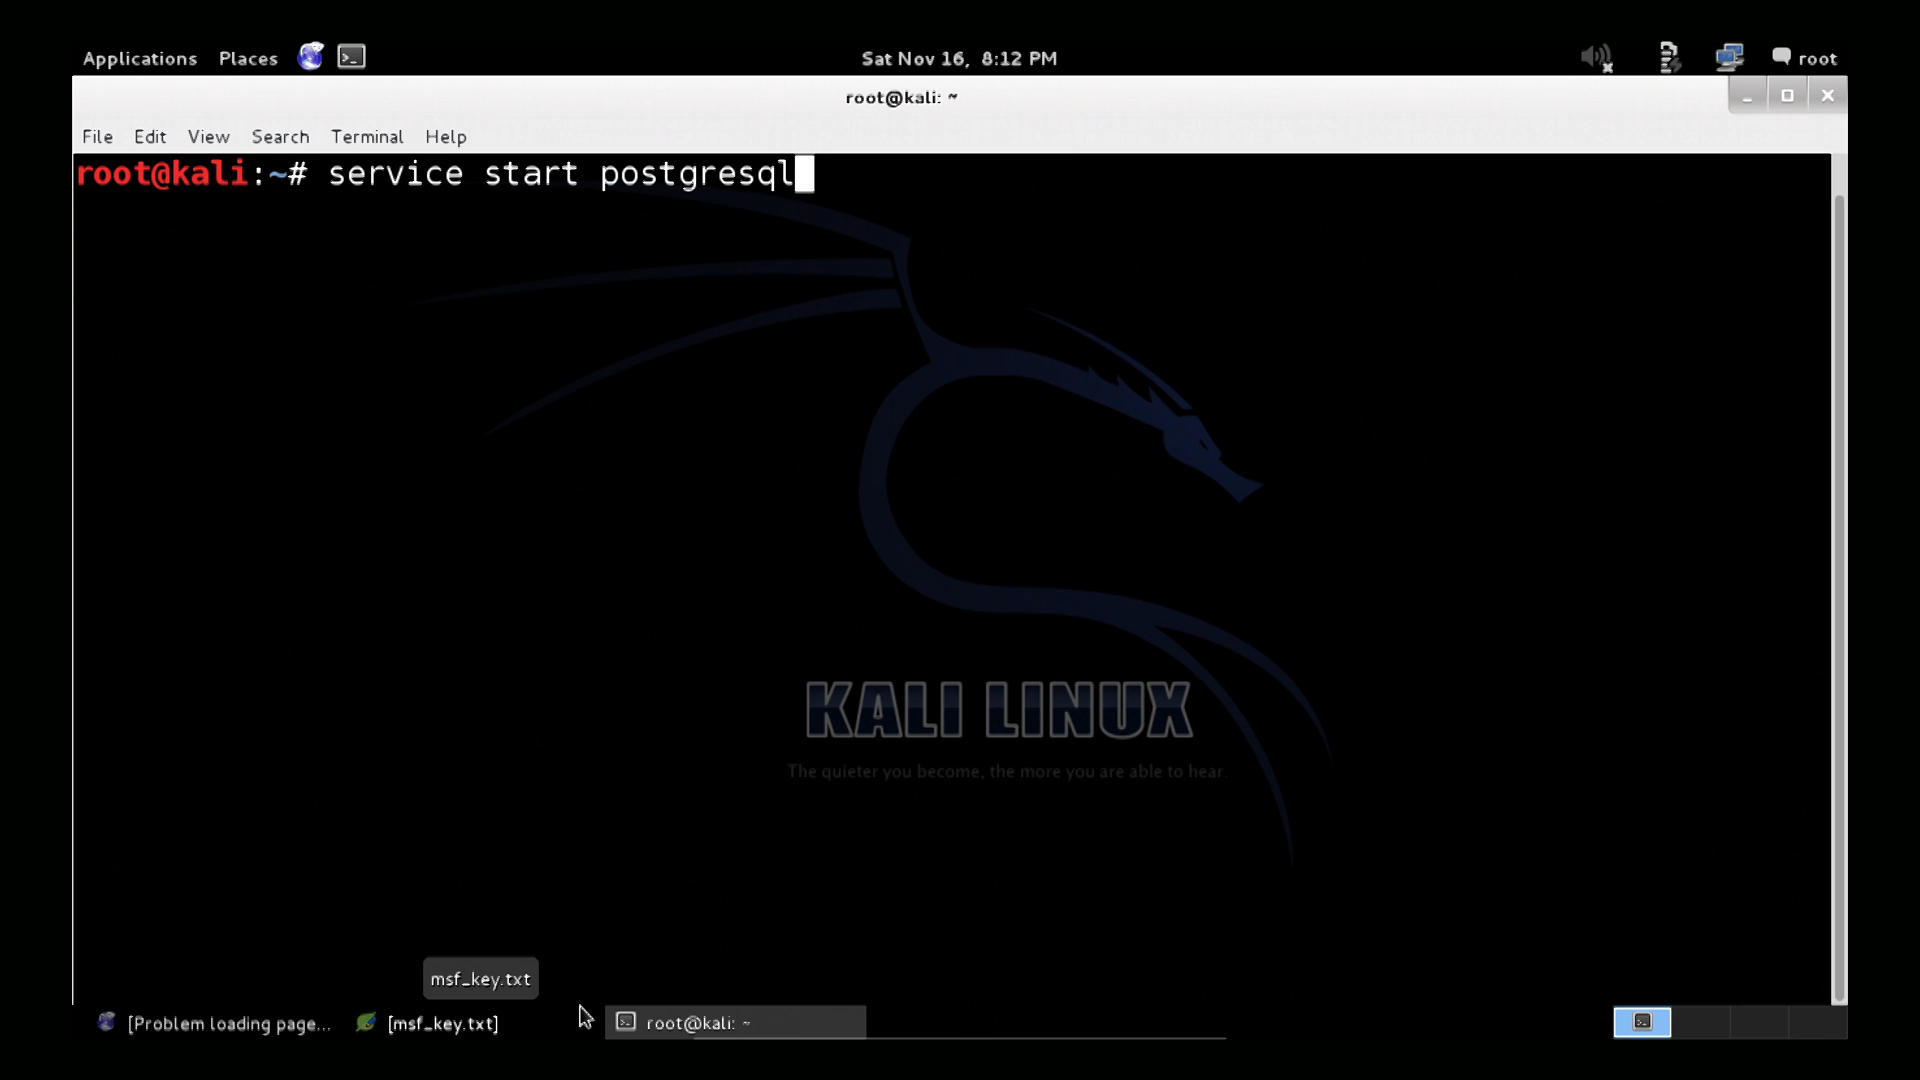 Applications Places Sat Nov 16, 8:12 PM root
root@kali: ~
File Edit View Search Terminal Help
root@kali:~# service start postgresql
KALI LINUX
The quieter you become, the more you are able to hear.
msf_key.txt
[Problem loading page... [msf_key.txt] root@kali: ~